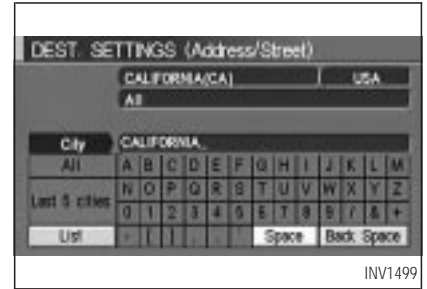 DEST. SETTINGS (Address/Street)
CALIFORNIA(CA) USA
All
City CALIFORNIA_
All A B C D E F G H I J K L M
Last 5 cities N O P Q R S T U V W X Y Z
0 1 2 3 4 5 6 7 8 9 / & +
List - ( ) . , ' Space Back Space
INV1499